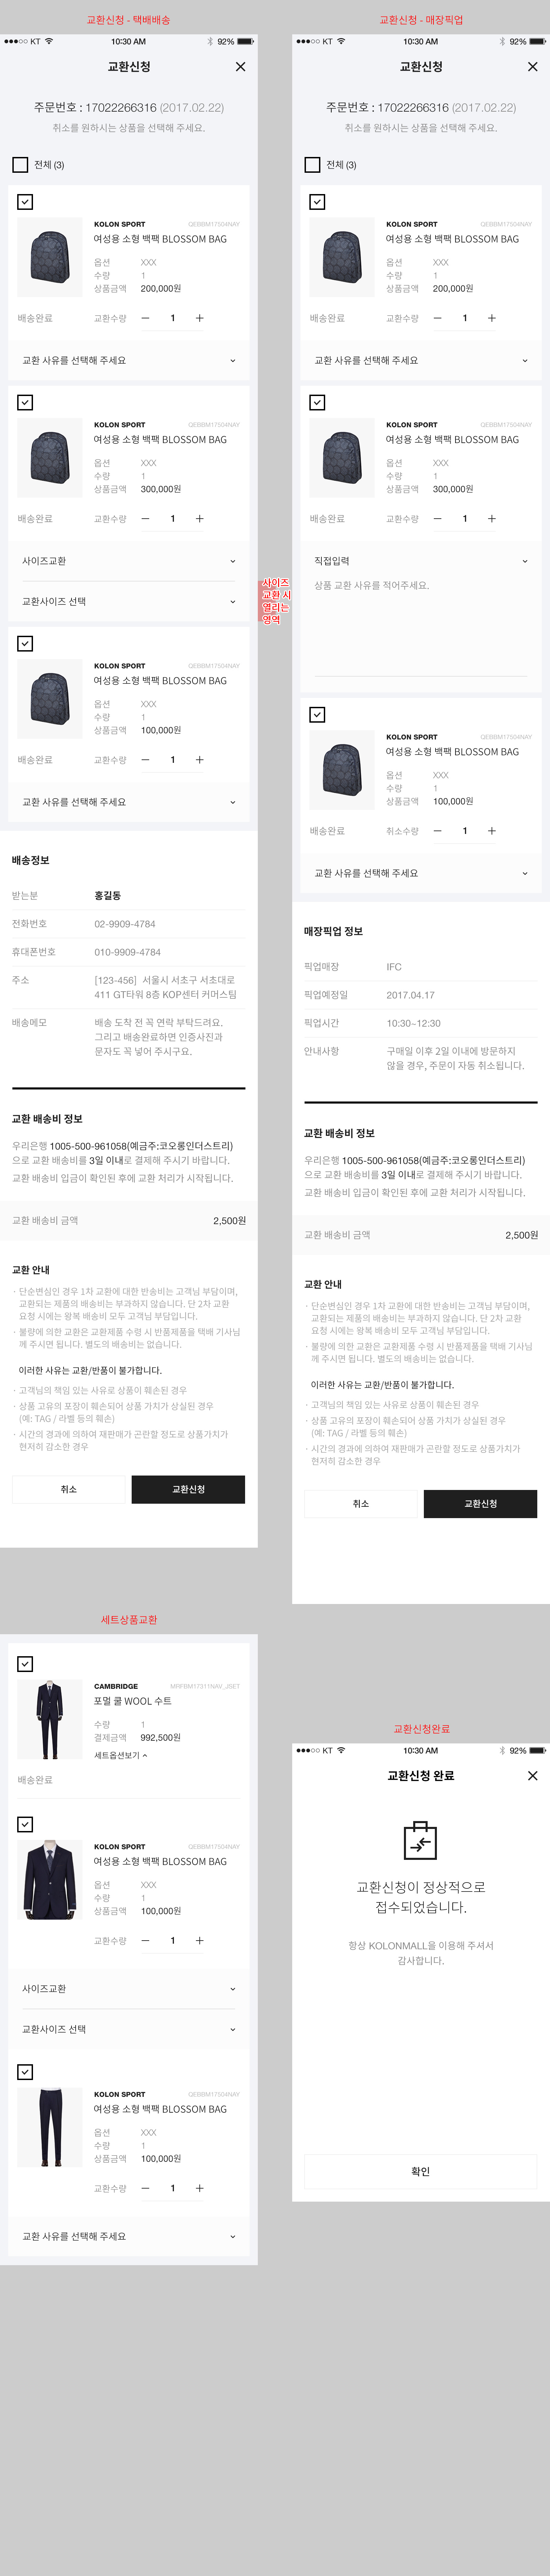 교환신청 - 택배배송
KT 10:30 AM 92%
교환신청
주문번호 : 17022266316 (2017.02.22)
취소를 원하시는 상품을 선택해 주세요.
전체 (3)
KOLON SPORT QEBBM17504NAY
여성용 소형 백팩 BLOSSOM BAG
옵션 XXX
수량 1
상품금액 200,000원
배송완료 교환수량 1
교환 사유를 선택해 주세요
KOLON SPORT QEBBM17504NAY
여성용 소형 백팩 BLOSSOM BAG
옵션 XXX
수량 1
상품금액 300,000원
배송완료 교환수량 1
사이즈교환
교환사이즈 선택
사이즈
교환 시
열리는
영역
KOLON SPORT QEBBM17504NAY
여성용 소형 백팩 BLOSSOM BAG
옵션 XXX
수량 1
상품금액 100,000원
배송완료 교환수량 1
교환 사유를 선택해 주세요
배송정보
받는분 홍길동
전화번호 02-9909-4784
휴대폰번호 010-9909-4784
주소 [123-456] 서울시 서초구 서초대로
411 GT타워 8층 KOP센터 커머스팀
배송메모 배송 도착 전 꼭 연락 부탁드려요.
그리고 배송완료하면 인증사진과
문자도 꼭 넣어 주시구요.
교환 배송비 정보
우리은행 1005-500-961058(예금주:코오롱인더스트리)
으로 교환 배송비를 3일 이내로 결제해 주시기 바랍니다.
교환 배송비 입금이 확인된 후에 교환 처리가 시작됩니다.
교환 배송비 금액 2,500원
교환 안내
· 단순변심인 경우 1차 교환에 대한 반송비는 고객님 부담이며,
교환되는 제품의 배송비는 부과하지 않습니다. 단 2차 교환
요청 시에는 왕복 배송비 모두 고객님 부담입니다.
· 불량에 의한 교환은 교환제품 수령 시 반품제품을 택배 기사님
께 주시면 됩니다. 별도의 배송비는 없습니다.
이러한 사유는 교환/반품이 불가합니다.
· 고객님의 책임 있는 사유로 상품이 훼손된 경우
· 상품 고유의 포장이 훼손되어 상품 가치가 상실된 경우
(예: TAG / 라벨 등의 훼손)
· 시간의 경과에 의하여 재판매가 곤란할 정도로 상품가치가
현저히 감소한 경우
취소 교환신청
교환신청 - 매장픽업
KT 10:30 AM 92%
교환신청
주문번호 : 17022266316 (2017.02.22)
취소를 원하시는 상품을 선택해 주세요.
전체 (3)
KOLON SPORT QEBBM17504NAY
여성용 소형 백팩 BLOSSOM BAG
옵션 XXX
수량 1
상품금액 200,000원
배송완료 교환수량 1
교환 사유를 선택해 주세요
KOLON SPORT QEBBM17504NAY
여성용 소형 백팩 BLOSSOM BAG
옵션 XXX
수량 1
상품금액 300,000원
배송완료 교환수량 1
직접입력
상품 교환 사유를 적어주세요.
KOLON SPORT QEBBM17504NAY
여성용 소형 백팩 BLOSSOM BAG
옵션 XXX
수량 1
상품금액 100,000원
배송완료 취소수량 1
교환 사유를 선택해 주세요
매장픽업 정보
픽업매장 IFC
픽업예정일 2017.04.17
픽업시간 10:30~12:30
안내사항 구매일 이후 2일 이내에 방문하지
않을 경우, 주문이 자동 취소됩니다.
교환 배송비 정보
우리은행 1005-500-961058(예금주:코오롱인더스트리)
으로 교환 배송비를 3일 이내로 결제해 주시기 바랍니다.
교환 배송비 입금이 확인된 후에 교환 처리가 시작됩니다.
교환 배송비 금액 2,500원
교환 안내
· 단순변심인 경우 1차 교환에 대한 반송비는 고객님 부담이며,
교환되는 제품의 배송비는 부과하지 않습니다. 단 2차 교환
요청 시에는 왕복 배송비 모두 고객님 부담입니다.
· 불량에 의한 교환은 교환제품 수령 시 반품제품을 택배 기사님
께 주시면 됩니다. 별도의 배송비는 없습니다.
이러한 사유는 교환/반품이 불가합니다.
· 고객님의 책임 있는 사유로 상품이 훼손된 경우
· 상품 고유의 포장이 훼손되어 상품 가치가 상실된 경우
(예: TAG / 라벨 등의 훼손)
· 시간의 경과에 의하여 재판매가 곤란할 정도로 상품가치가
현저히 감소한 경우
취소 교환신청
세트상품교환
CAMBRIDGE MRFBM17311NAV_JSET
포멀 쿨 WOOL 수트
수량 1
결제금액 992,500원
세트옵션보기
배송완료
KOLON SPORT QEBBM17504NAY
여성용 소형 백팩 BLOSSOM BAG
옵션 XXX
수량 1
상품금액 100,000원
교환수량 1
사이즈교환
교환사이즈 선택
KOLON SPORT QEBBM17504NAY
여성용 소형 백팩 BLOSSOM BAG
옵션 XXX
수량 1
상품금액 100,000원
교환수량 1
교환 사유를 선택해 주세요
교환신청완료
KT 10:30 AM 92%
교환신청 완료
교환신청이 정상적으로
접수되었습니다.
항상 KOLONMALL을 이용해 주셔서
감사합니다.
확인